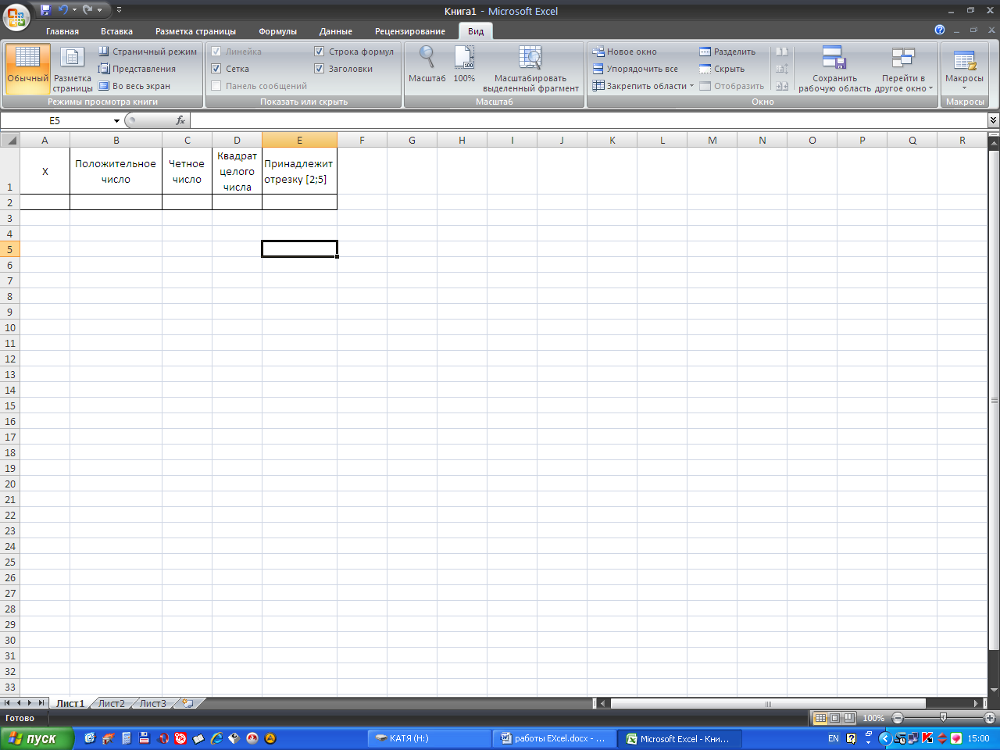 Книга1 - Microsoft Excel
Главная Вставка Разметка страницы Формулы Данные Рецензирование Вид
Обычный
Разметка страницы
Страничный режим
Представления
Во весь экран
Режимы просмотра книги
Линейка
Сетка
Панель сообщений
Строка формул
Заголовки
Показать или скрыть
Масштаб
100%
Масштабировать выделенный фрагмент
Масштаб
Новое окно
Упорядочить все
Закрепить области
Разделить
Скрыть
Отобразить
Сохранить рабочую область
Перейти в другое окно
Окно
Макросы
Макросы
E5 fx
A B C D E F G H I J K L M N O P Q R
X
Положительное число
Четное число
Квадрат целого числа
Принадлежит отрезку [2;5]
1
2
3
4
5
6
7
8
9
10
11
12
13
14
15
16
17
18
19
20
21
22
23
24
25
26
27
28
29
30
31
32
33
Лист1 Лист2 Лист3
Готово 100%
пуск КАТЯ (H:) работы EXcel.docx - ... Microsoft Excel - Кни... EN 15:00